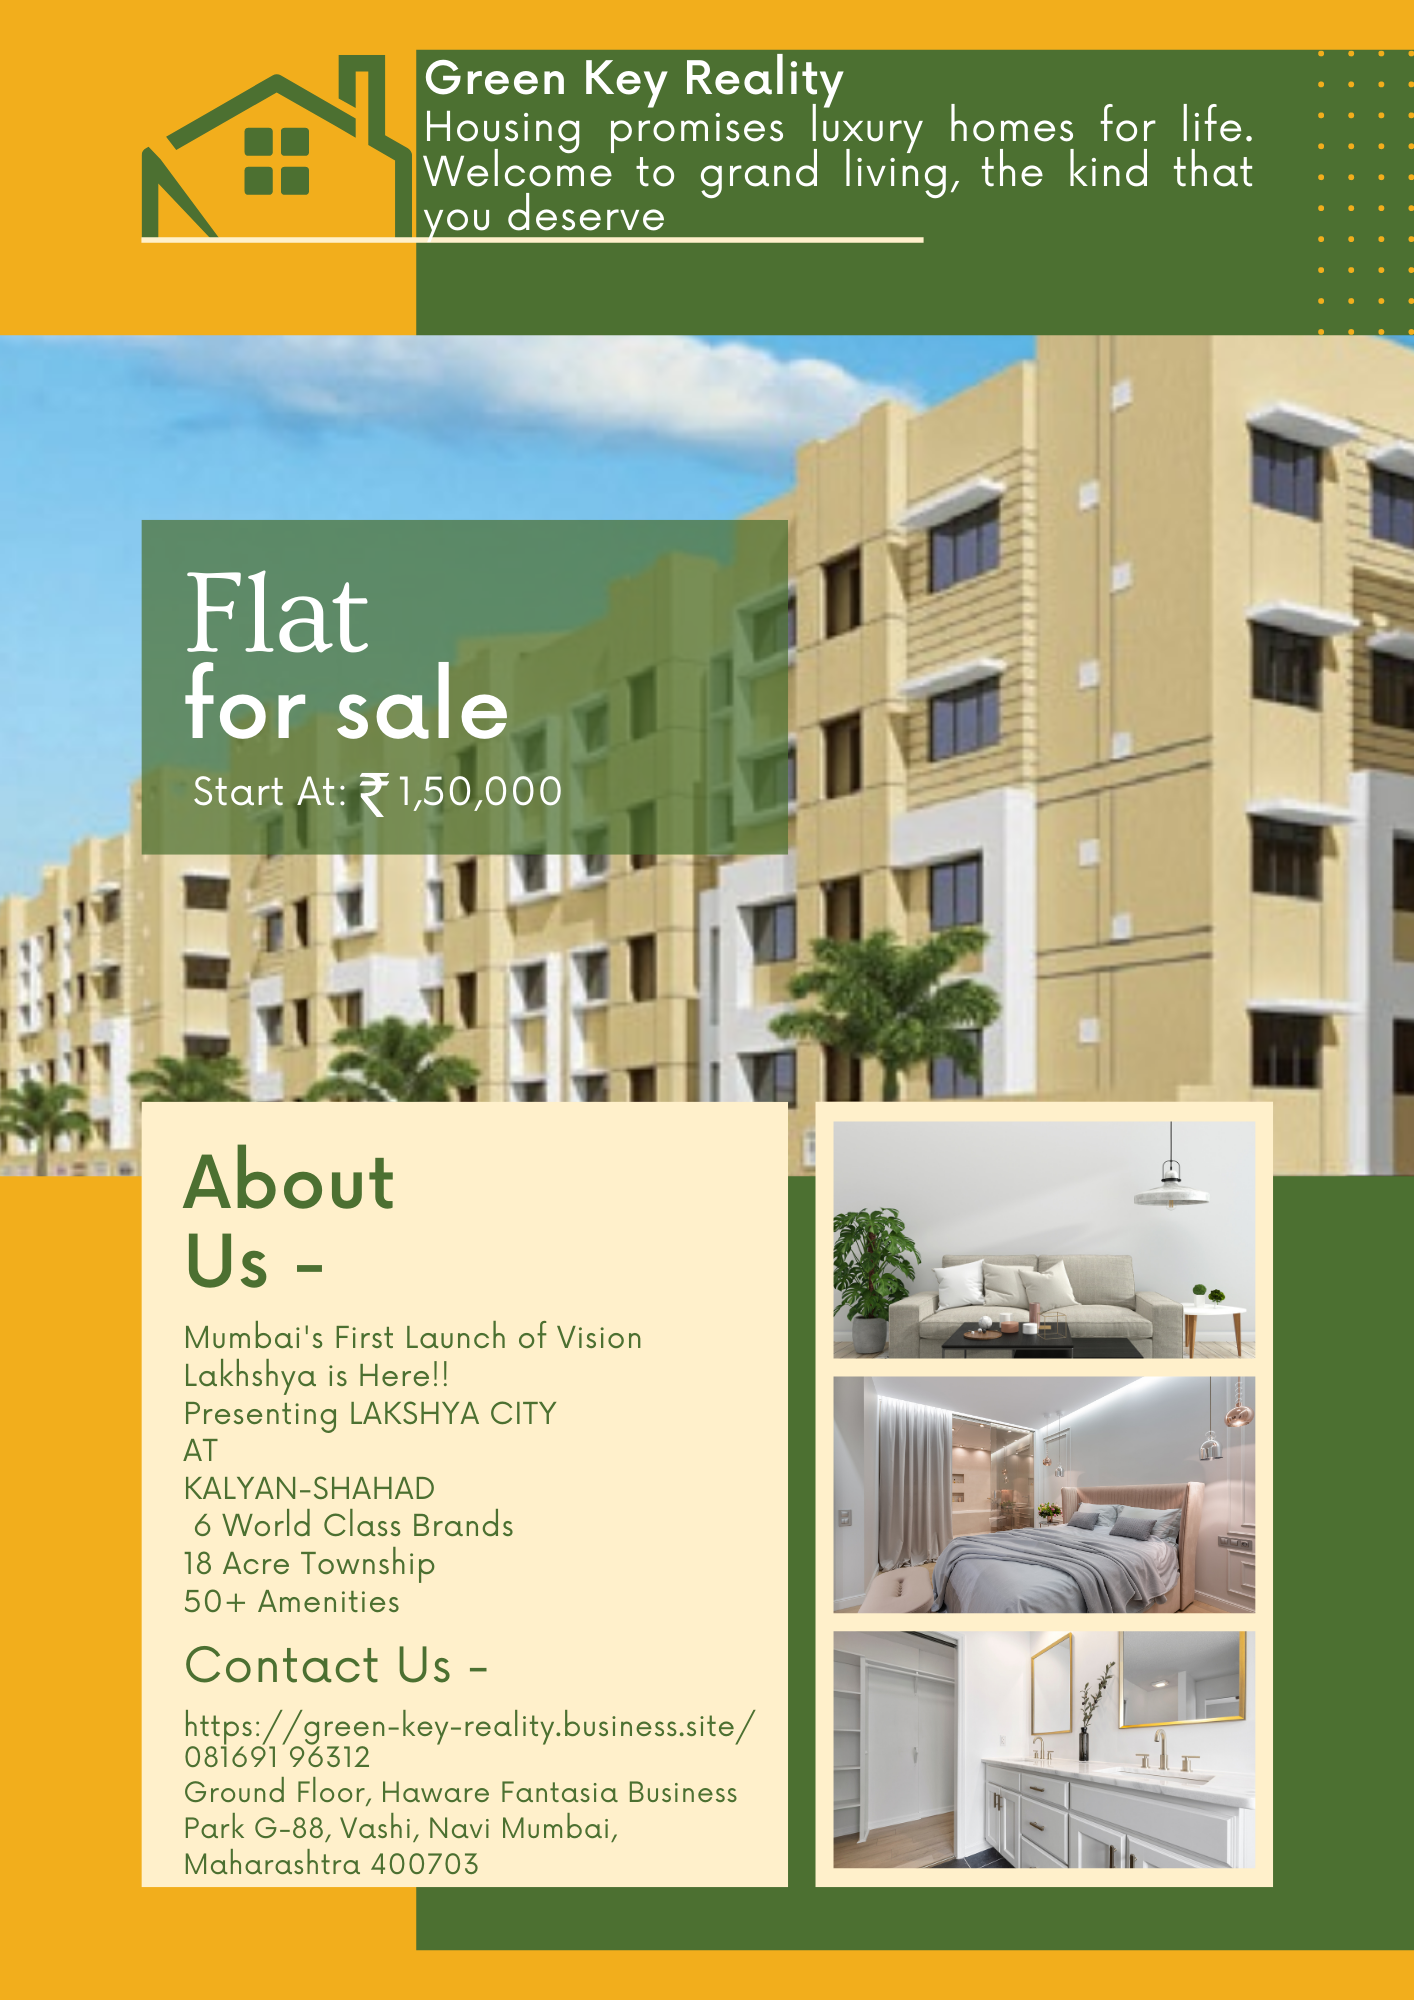 Green Key Reality
Housing promises luxury homes for life.
Welcome to grand living, the kind that
you deserve
Flat
for sale
Start At: ₹ 1,50,000
About
Us -
Mumbai's First Launch of Vision
Lakhshya is Here!!
Presenting LAKSHYA CITY
AT
KALYAN-SHAHAD
6 World Class Brands
18 Acre Township
50+ Amenities
Contact Us -
https://green-key-reality.business.site/
081691 96312
Ground Floor, Haware Fantasia Business
Park G-88, Vashi, Navi Mumbai,
Maharashtra 400703